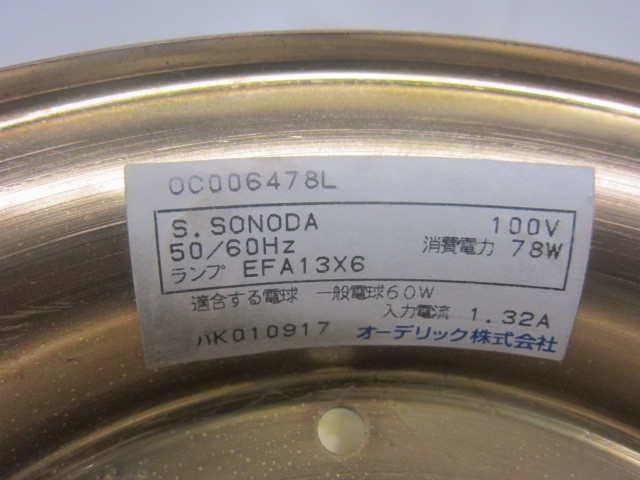 OC006478L
S.SONODA 100V
50/60Hz 消費電力 78W
ランプ EFA13X6
適合する電球 一般電球60W
入力電流 1.32A
ハK010917 オーデリック株式会社